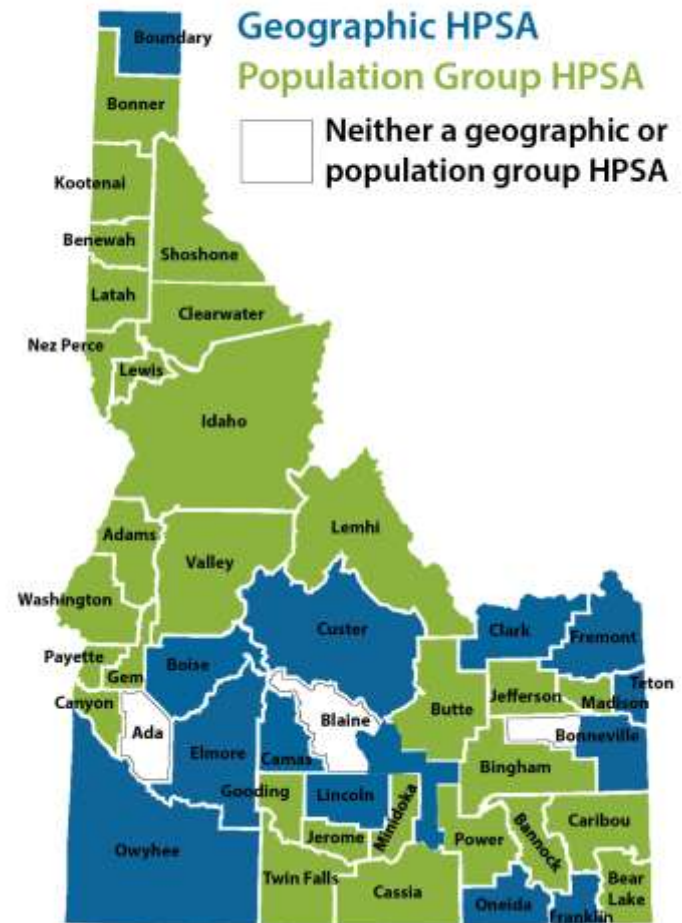 Geographic HPSA
Population Group HPSA
Neither a geographic or
population group HPSA
Boundary
Bonner
Kootenai
Benewah
Shoshone
Latah
Clearwater
Nez Perce
Lewis
Idaho
Lemhi
Adams
Valley
Washington
Custer
Clark
Fremont
Payette
Boise
Gem
Teton
Jefferson
Madison
Canyon
Butte
Blaine
Ada
Bonneville
Elmore
Camas
Bingham
Gooding
Lincoln
Minidoka
Caribou
Jerome
Power
Bannock
Owyhee
Twin Falls
Cassia
Bear
Lake
Oneida
Franklin